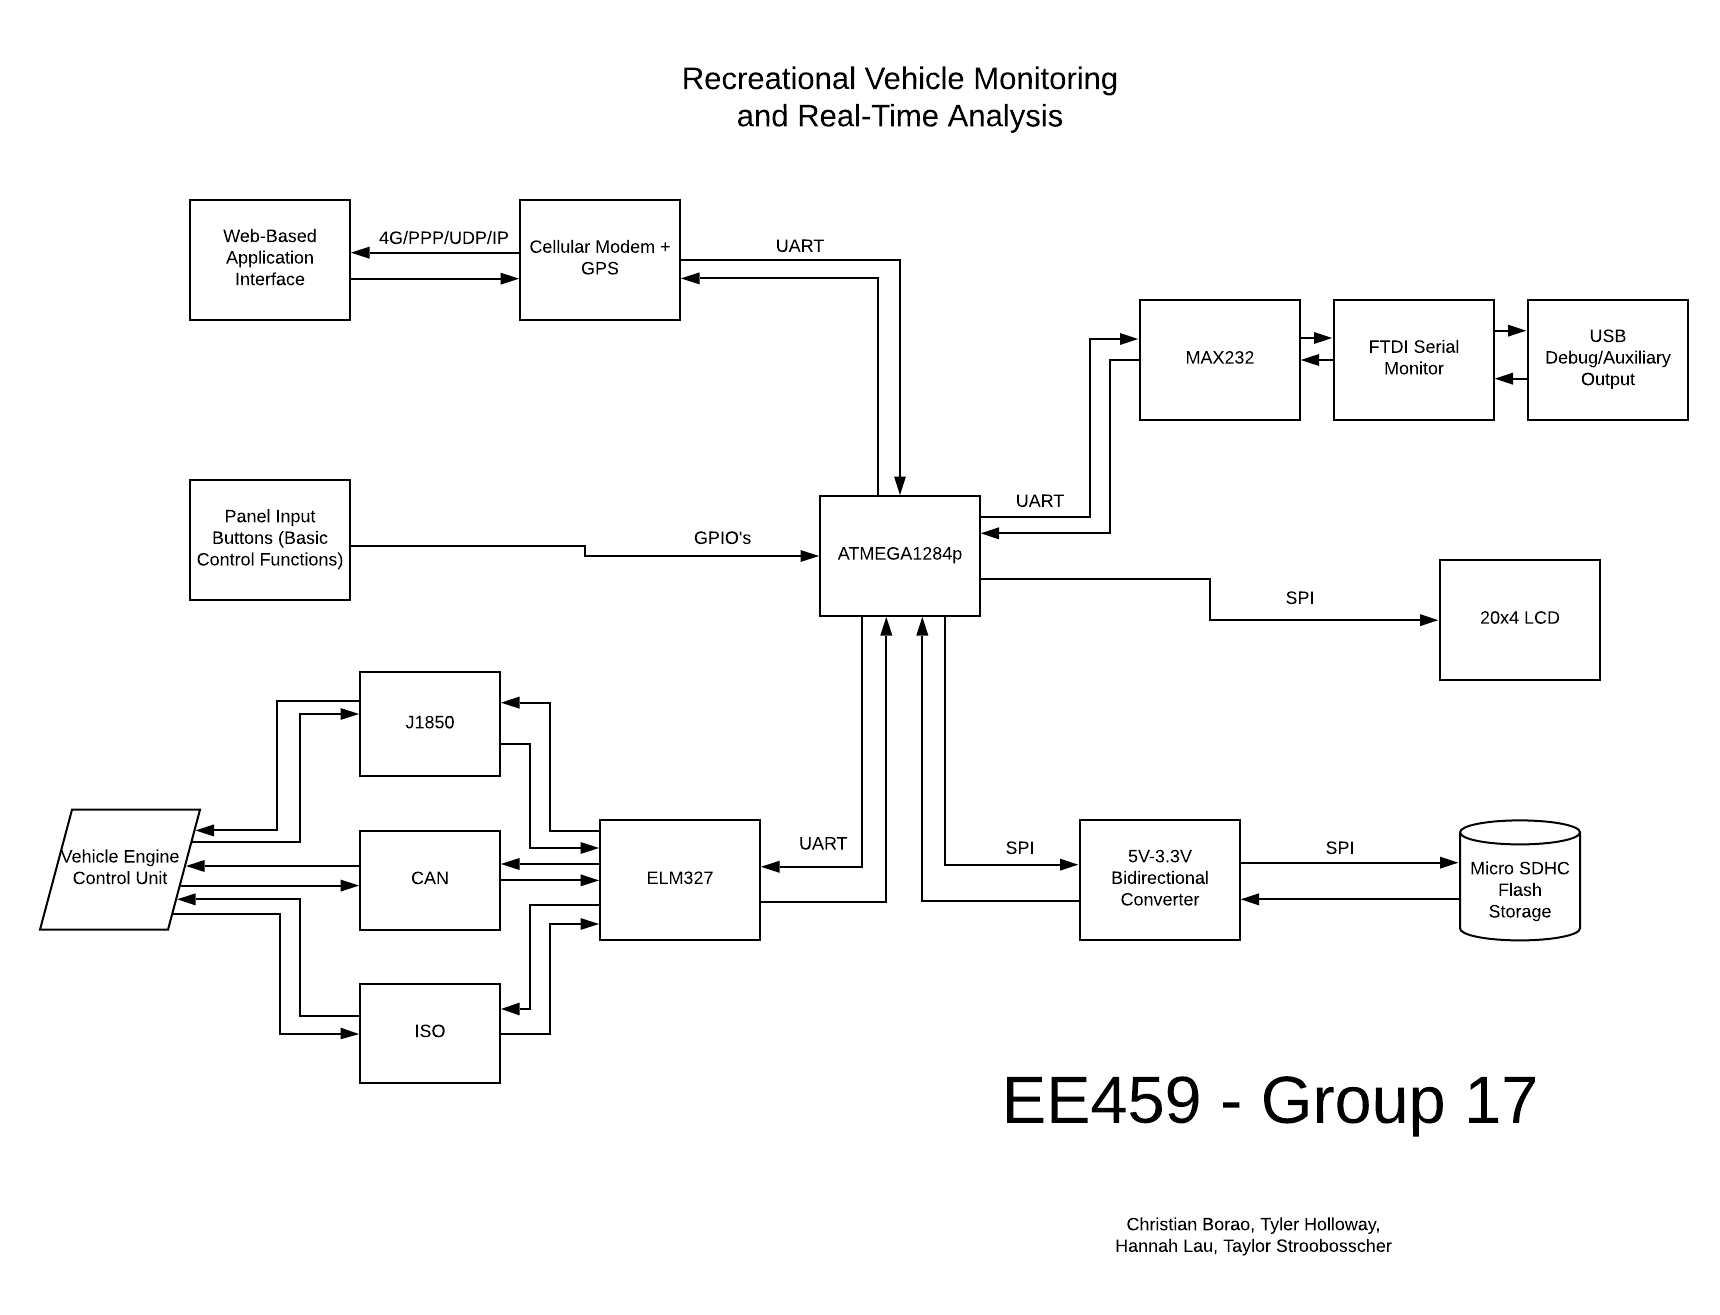 Recreational Vehicle Monitoring
and Real-Time Analysis
Web-Based
Application
Interface
4G/PPP/UDP/IP
Cellular Modem +
GPS
UART
MAX232
FTDI Serial
Monitor
USB
Debug/Auxiliary
Output
Panel Input
Buttons (Basic
Control Functions)
GPIO's
ATMEGA1284p
UART
SPI
20x4 LCD
J1850
Vehicle Engine
Control Unit
CAN
ELM327
UART
SPI
5V-3.3V
Bidirectional
Converter
SPI
Micro SDHC
Flash
Storage
ISO
EE459 - Group 17
Christian Borao, Tyler Holloway,
Hannah Lau, Taylor Stroobosscher